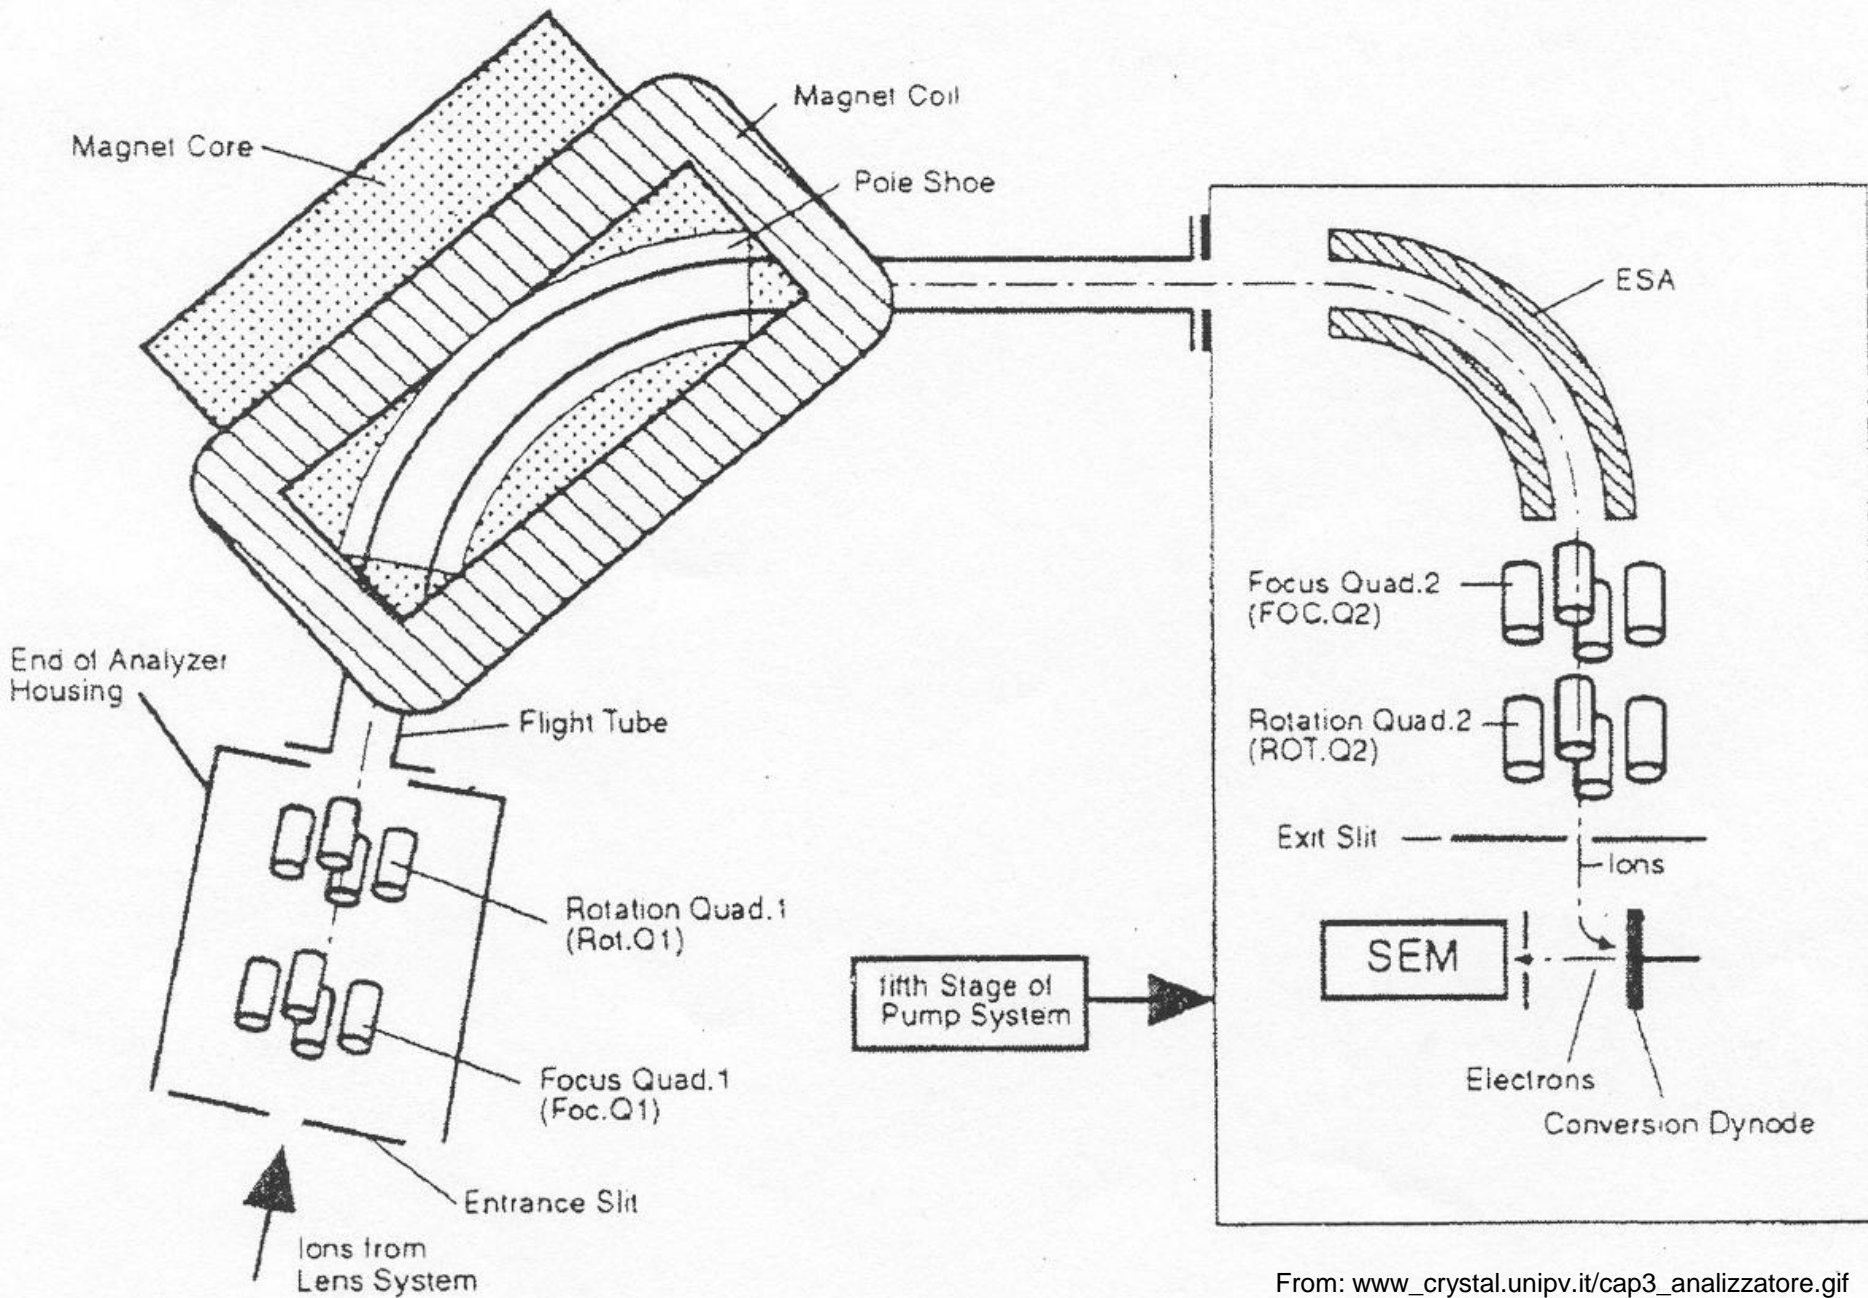 Magnet Coil
Magnet Core
Pole Shoe
ESA
Focus Quad.2
(FOC.Q2)
End of Analyzer
Housing
Flight Tube
Rotation Quad.2
(ROT.Q2)
Exit Slit
Ions
Rotation Quad.1
(Rot.Q1)
SEM
fifth Stage of
Pump System
Focus Quad.1
(Foc.Q1)
Electrons
Conversion Dynode
Entrance Slit
Ions from
Lens System
From: www_crystal.unipv.it/cap3_analizzatore.gif